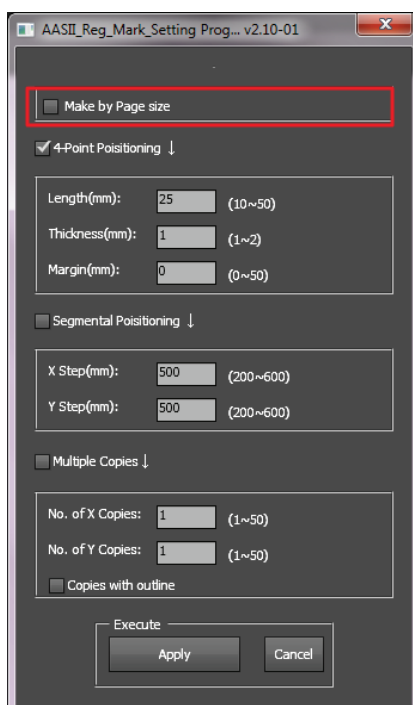 AASII_Reg_Mark_Setting Prog... v2.10-01
Make by Page size
4-Point Poisitioning ↓
Length(mm): 25 (10~50)
Thickness(mm): 1 (1~2)
Margin(mm): 0 (0~50)
Segmental Poisitioning ↓
X Step(mm): 500 (200~600)
Y Step(mm): 500 (200~600)
Multiple Copies ↓
No. of X Copies: 1 (1~50)
No. of Y Copies: 1 (1~50)
Copies with outline
Execute
Apply Cancel